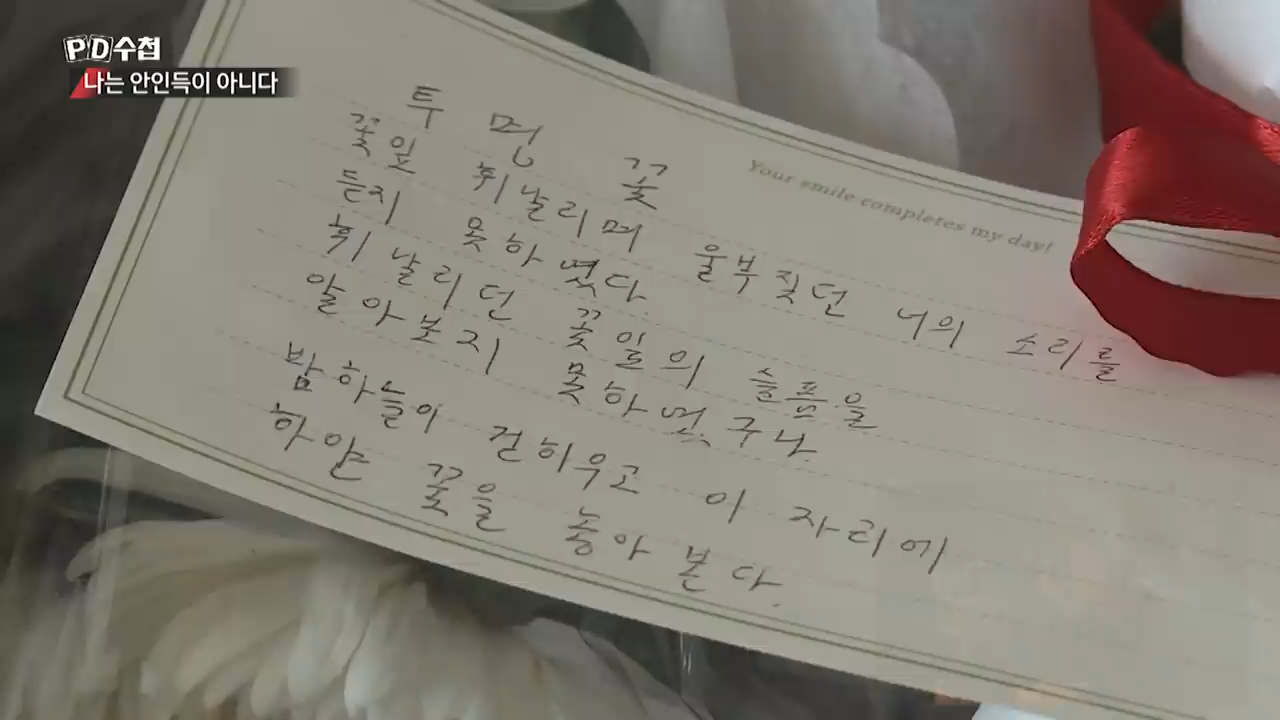 PD수첩
나는 안인득이 아니다
Your smile completes my day!
투명 꽃
꽃잎 휘날리며 울부짖던 너의 소리를
듣지 못하였다.
휘날리던 꽃잎의 슬픔을
알아보지 못하였구나.
밤하늘이 걷히우고 이 자리에
하얀 꽃을 놓아 본다.